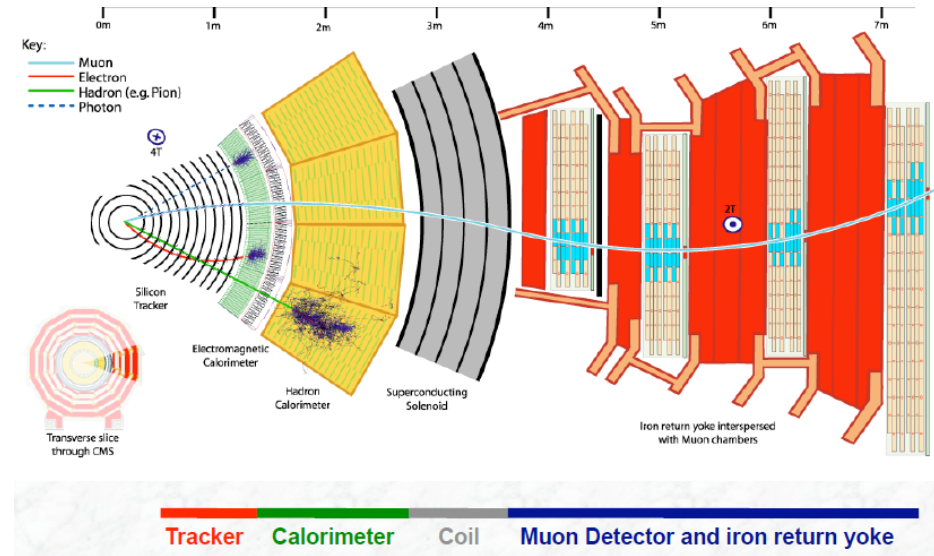 0m 1m 2m 3m 4m 5m 6m 7m
Key:
Muon
Electron
Hadron (e.g. Pion)
Photon
4T
2T
Silicon
Tracker
Electromagnetic
Calorimeter
Hadron
Calorimeter
Superconducting
Solenoid
Iron return yoke interspersed
with Muon chambers
Transverse slice
through CMS
Tracker Calorimeter Coil Muon Detector and iron return yoke